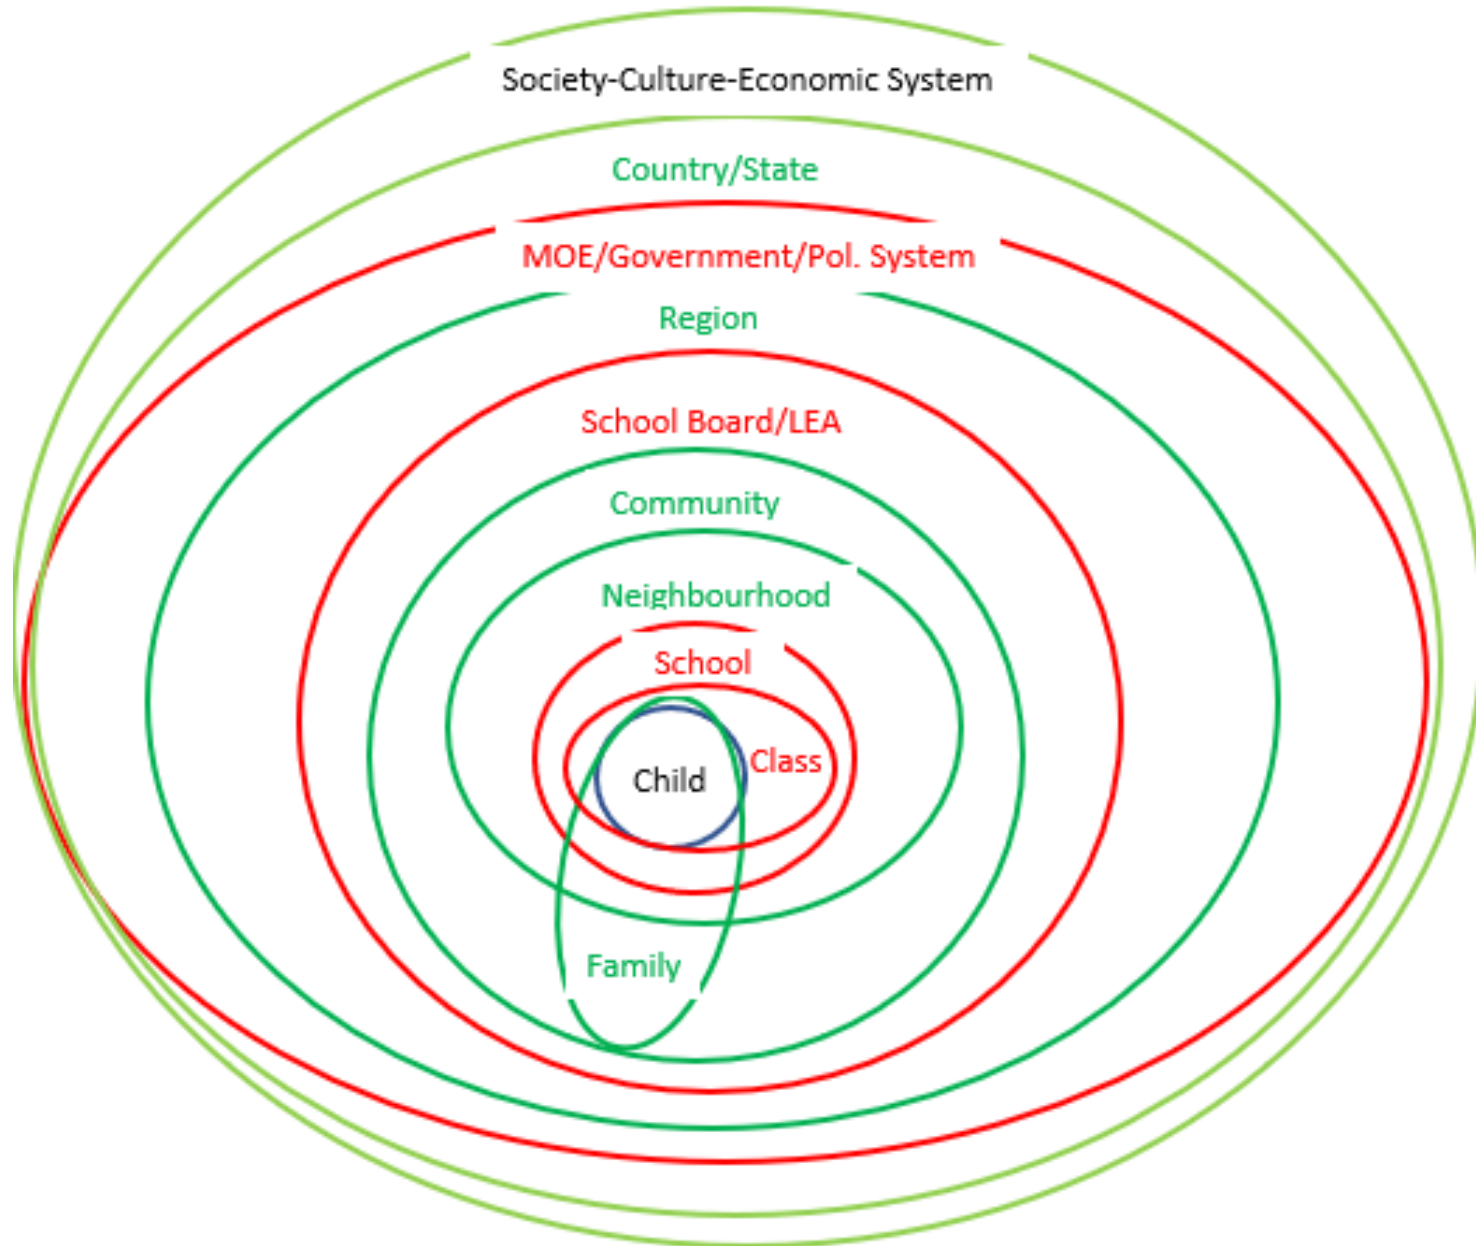 Society-Culture-Economic System
Country/State
MOE/Government/Pol. System
Region
School Board/LEA
Community
Neighbourhood
School
Class
Child
Family